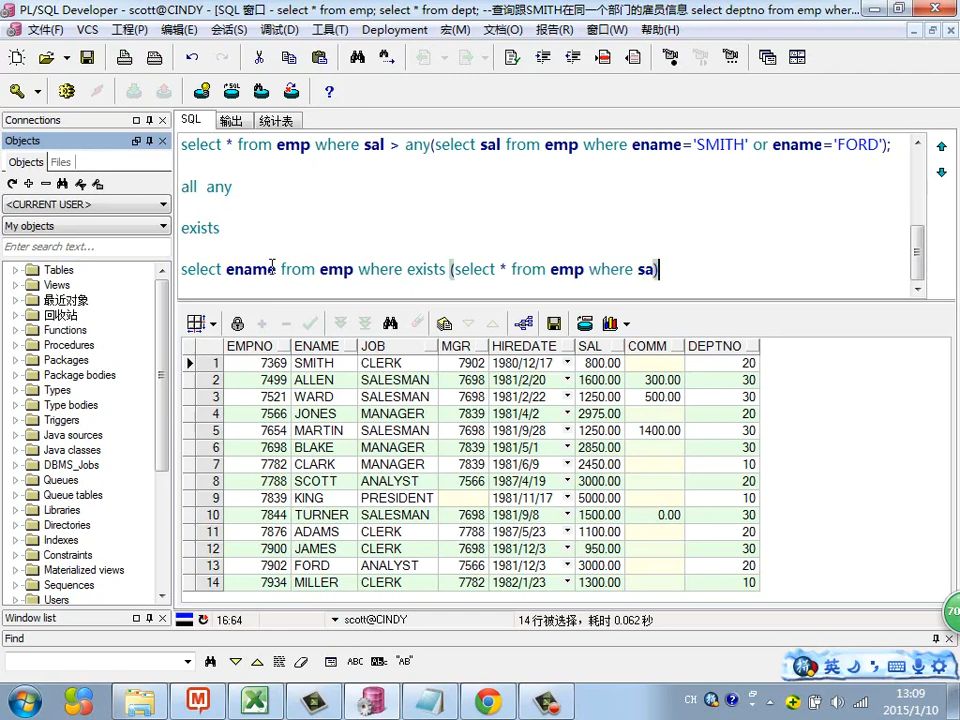 PL/SQL Developer - scott@CINDY - [SQL 窗口 - select * from emp; select * from dept; --查询跟SMITH在同一个部门的雇员信息 select deptno from emp wher...
文件(F) VCS 工程(P) 编辑(E) 会话(S) 调试(D) 工具(T) Deployment 宏(M) 文档(O) 报告(R) 窗口(W) 帮助(H)
Connections
Objects
Objects Files
<CURRENT USER>
My objects
Enter search text...
Tables
Views
最近对象
回收站
Functions
Procedures
Packages
Package bodies
Types
Type bodies
Triggers
Java sources
Java classes
DBMS_Jobs
Queues
Queue tables
Libraries
Directories
Indexes
Constraints
Materialized views
Sequences
Users
Window list
SQL 输出 统计表
select * from emp where sal > any(select sal from emp where ename='SMITH' or ename='FORD');
all any
exists
select ename from emp where exists (select * from emp where sa)
EMPNO ENAME JOB MGR HIREDATE SAL COMM DEPTNO
1 7369 SMITH CLERK 7902 1980/12/17 800.00 20
2 7499 ALLEN SALESMAN 7698 1981/2/20 1600.00 300.00 30
3 7521 WARD SALESMAN 7698 1981/2/22 1250.00 500.00 30
4 7566 JONES MANAGER 7839 1981/4/2 2975.00 20
5 7654 MARTIN SALESMAN 7698 1981/9/28 1250.00 1400.00 30
6 7698 BLAKE MANAGER 7839 1981/5/1 2850.00 30
7 7782 CLARK MANAGER 7839 1981/6/9 2450.00 10
8 7788 SCOTT ANALYST 7566 1987/4/19 3000.00 20
9 7839 KING PRESIDENT 1981/11/17 5000.00 10
10 7844 TURNER SALESMAN 7698 1981/9/8 1500.00 0.00 30
11 7876 ADAMS CLERK 7788 1987/5/23 1100.00 20
12 7900 JAMES CLERK 7698 1981/12/3 950.00 30
13 7902 FORD ANALYST 7566 1981/12/3 3000.00 20
14 7934 MILLER CLERK 7782 1982/1/23 1300.00 10
16:64 scott@CINDY 14 行被选择，耗时 0.062 秒
70
Find
ABC "AB"
英
CH
13:09
2015/1/10